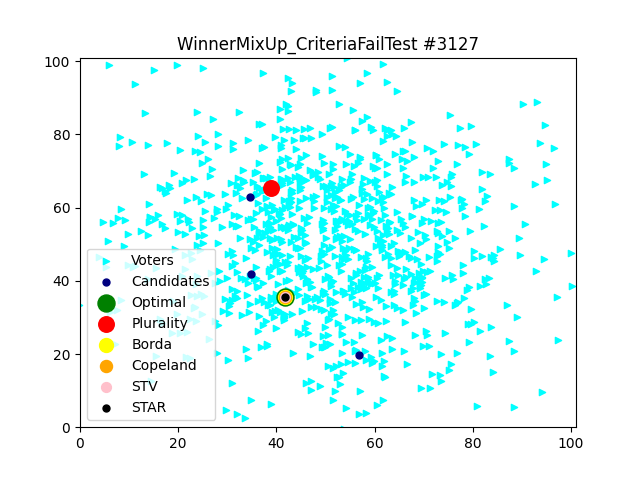 WinnerMixUp_CriteriaFailTest #3127
100
80
60
40
20
0
Voters
Candidates
Optimal
Plurality
Borda
Copeland
STV
STAR
0 20 40 60 80 100